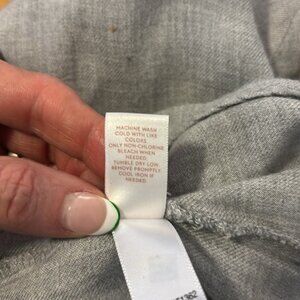 MACHINE WASH
COLD WITH LIKE
COLORS.
ONLY NON-CHLORINE
BLEACH WHEN
NEEDED.
TUMBLE DRY LOW.
REMOVE PROMPTLY.
COOL IRON IF
NEEDED.